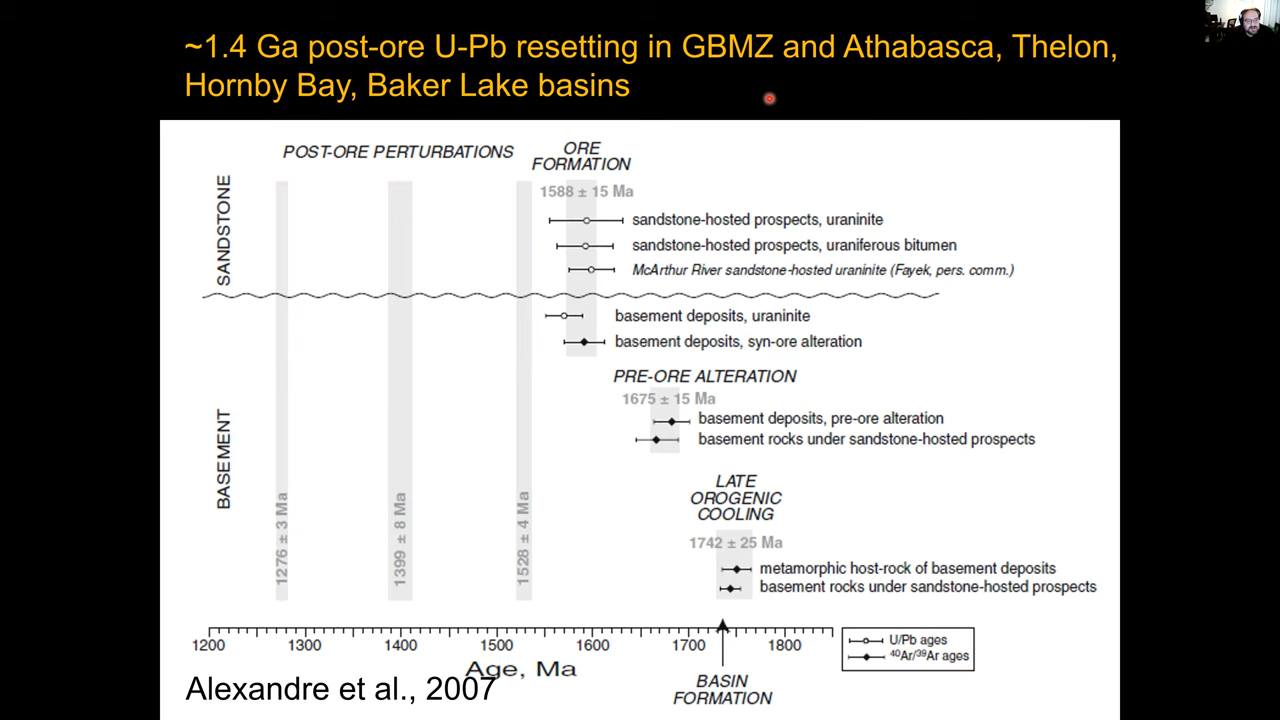 ~1.4 Ga post-ore U-Pb resetting in GBMZ and Athabasca, Thelon,
Hornby Bay, Baker Lake basins
POST-ORE PERTURBATIONS
ORE
FORMATION
1588 ± 15 Ma
SANDSTONE
sandstone-hosted prospects, uraninite
sandstone-hosted prospects, uraniferous bitumen
McArthur River sandstone-hosted uraninite (Fayek, pers. comm.)
basement deposits, uraninite
basement deposits, syn-ore alteration
PRE-ORE ALTERATION
1675 ± 15 Ma
basement deposits, pre-ore alteration
basement rocks under sandstone-hosted prospects
BASEMENT
LATE
OROGENIC
COOLING
1742 ± 25 Ma
1276 ± 3 Ma
1399 ± 8 Ma
1528 ± 4 Ma
metamorphic host-rock of basement deposits
basement rocks under sandstone-hosted prospects
1200 1300 1400 1500 1600 1700 1800
U/Pb ages
40Ar/39Ar ages
Age, Ma
BASIN
FORMATION
Alexandre et al., 2007